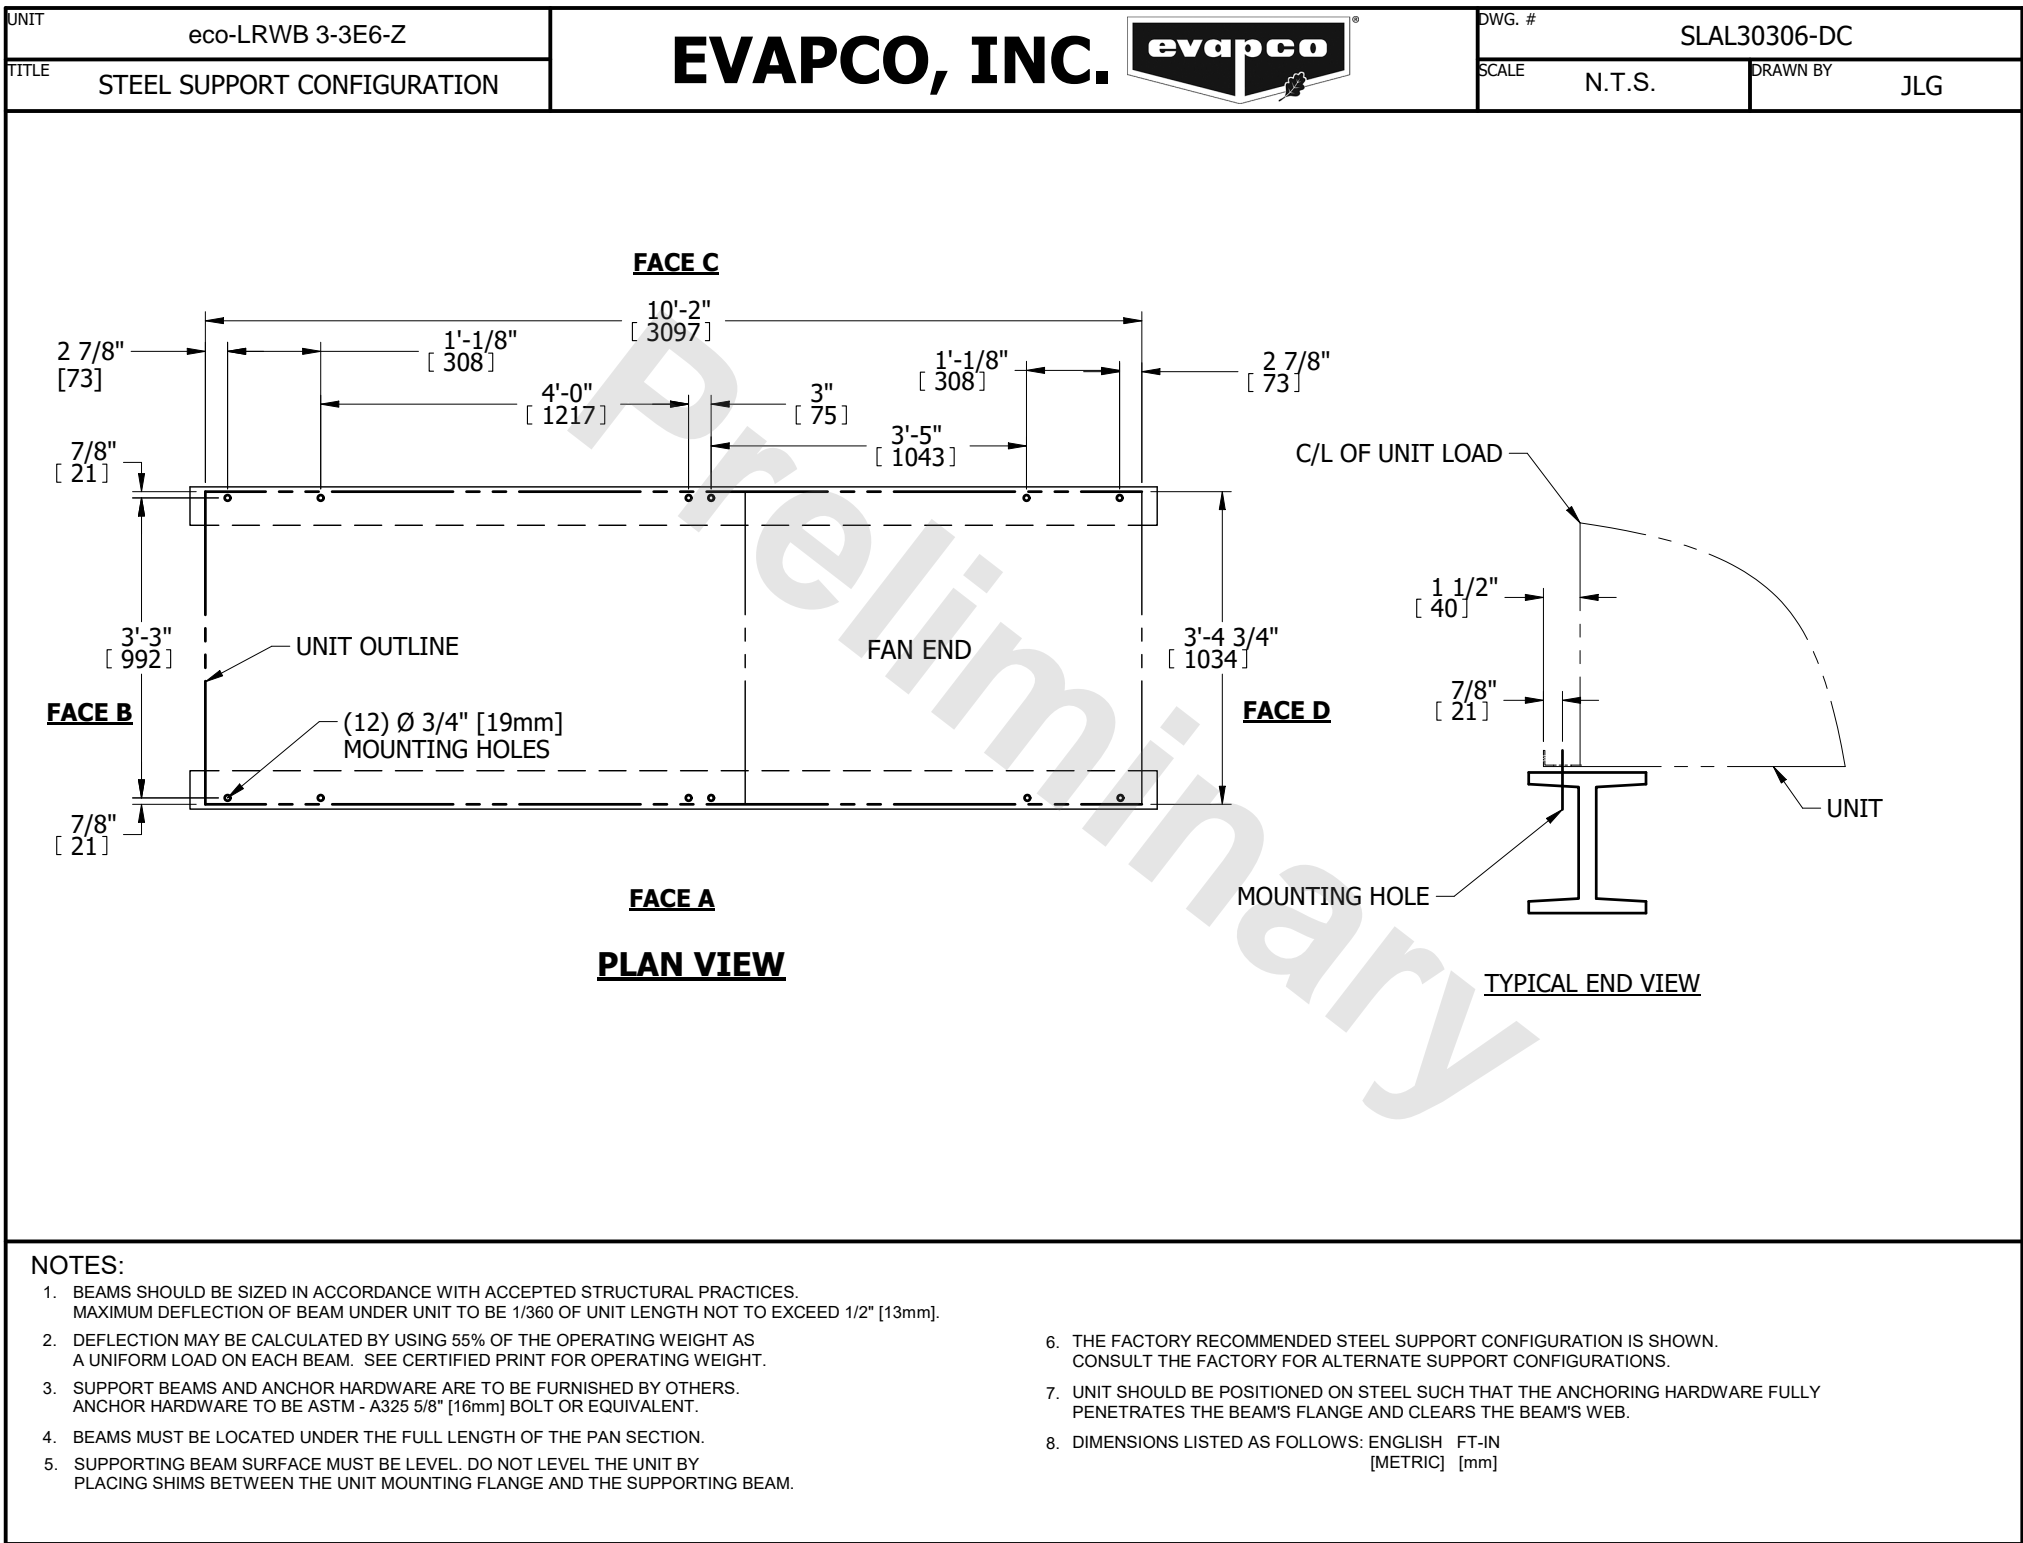 UNIT
eco-LRWB 3-3E6-Z
TITLE
STEEL SUPPORT CONFIGURATION
EVAPCO, INC.
evapco
®
DWG. #
SLAL30306-DC
SCALE
N.T.S.
DRAWN BY
JLG
FACE C
10'-2"
[ 3097 ]
2 7/8"
[73]
1'-1/8"
[ 308 ]
1'-1/8"
[ 308 ]
2 7/8"
[ 73 ]
4'-0"
[ 1217 ]
3"
[ 75 ]
3'-5"
[ 1043 ]
7/8"
[ 21 ]
C/L OF UNIT LOAD
1 1/2"
[ 40 ]
3'-3"
[ 992 ]
UNIT OUTLINE
FAN END
3'-4 3/4"
[ 1034 ]
7/8"
[ 21 ]
FACE B
(12) Ø 3/4" [19mm]
MOUNTING HOLES
FACE D
7/8"
[ 21 ]
UNIT
MOUNTING HOLE
FACE A
PLAN VIEW
TYPICAL END VIEW
Preliminary
NOTES:
1. BEAMS SHOULD BE SIZED IN ACCORDANCE WITH ACCEPTED STRUCTURAL PRACTICES.
MAXIMUM DEFLECTION OF BEAM UNDER UNIT TO BE 1/360 OF UNIT LENGTH NOT TO EXCEED 1/2" [13mm].
2. DEFLECTION MAY BE CALCULATED BY USING 55% OF THE OPERATING WEIGHT AS
A UNIFORM LOAD ON EACH BEAM. SEE CERTIFIED PRINT FOR OPERATING WEIGHT.
3. SUPPORT BEAMS AND ANCHOR HARDWARE ARE TO BE FURNISHED BY OTHERS.
ANCHOR HARDWARE TO BE ASTM - A325 5/8" [16mm] BOLT OR EQUIVALENT.
4. BEAMS MUST BE LOCATED UNDER THE FULL LENGTH OF THE PAN SECTION.
5. SUPPORTING BEAM SURFACE MUST BE LEVEL. DO NOT LEVEL THE UNIT BY
PLACING SHIMS BETWEEN THE UNIT MOUNTING FLANGE AND THE SUPPORTING BEAM.
6. THE FACTORY RECOMMENDED STEEL SUPPORT CONFIGURATION IS SHOWN.
CONSULT THE FACTORY FOR ALTERNATE SUPPORT CONFIGURATIONS.
7. UNIT SHOULD BE POSITIONED ON STEEL SUCH THAT THE ANCHORING HARDWARE FULLY
PENETRATES THE BEAM'S FLANGE AND CLEARS THE BEAM'S WEB.
8. DIMENSIONS LISTED AS FOLLOWS: ENGLISH FT-IN
[METRIC] [mm]